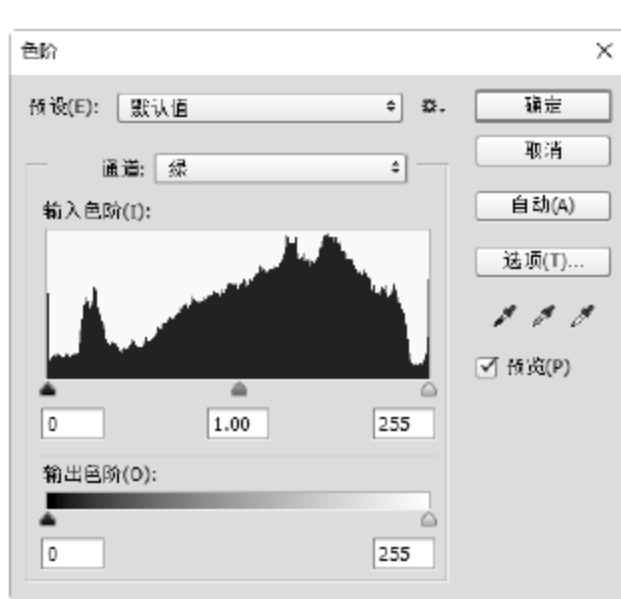 色阶
预设(E): 默认值
确定
取消
通道: 绿
自动(A)
输入色阶(I):
选项(T)...
预览(P)
0 1.00 255
输出色阶(O):
0 255